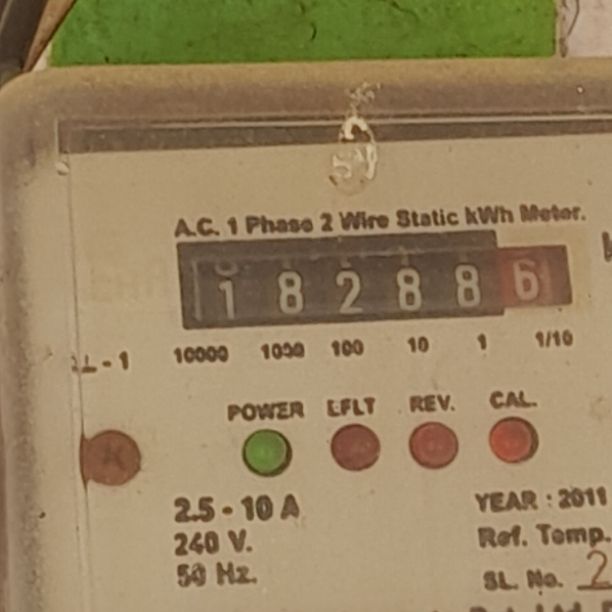 A.C. 1 Phase 2 Wire Static kWh Meter.
1 8 2 8 8 6
10000 1000 100 10 1 1/10
POWER EFLT REV. CAL.
2.5 - 10 A
240 V.
50 Hz.
YEAR : 2011
Ref. Temp.
SL. No. 2